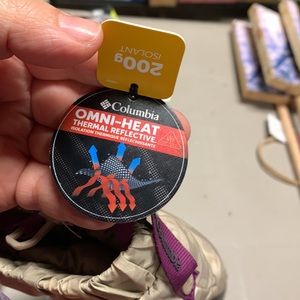 200g
ISOLANT
Columbia
OMNI-HEAT
THERMAL REFLECTIVE
ISOLATION THERMIQUE RÉFLÉCHISSANTE